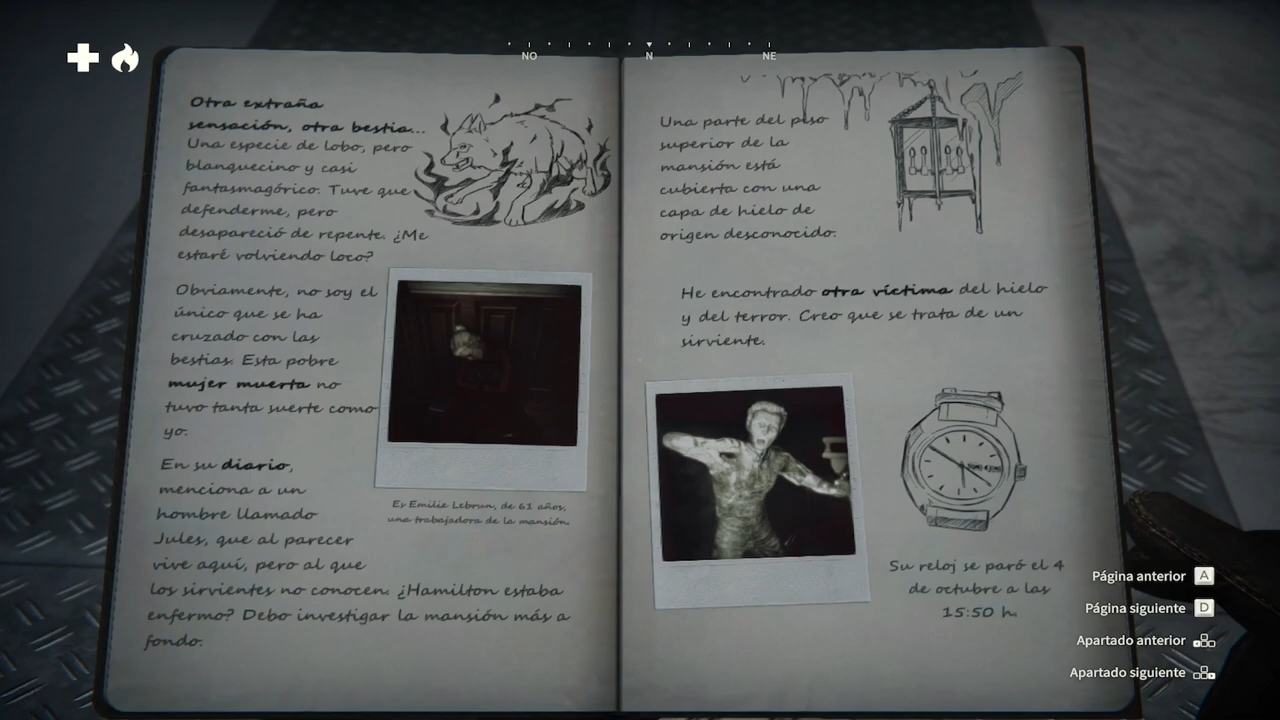 NO
N
NE
Otra extraña
sensación, otra bestia...
Una especie de lobo, pero
blanquecino y casi
fantasmagórico. Tuve que
defenderme, pero
desapareció de repente. ¿Me
estaré volviendo loco?
Obviamente, no soy el
único que se ha
cruzado con las
bestias. Esta pobre
mujer muerta no
tuvo tanta suerte como
yo.
En su diario,
menciona a un
hombre llamado
Jules, que al parecer
vive aquí, pero al que
los sirvientes no conocen. ¿Hamilton estaba
enfermo? Debo investigar la mansión más a
fondo.
Es Emilie Lebrun, de 61 años,
una trabajadora de la mansión.
Una parte del piso
superior de la
mansión está
cubierta con una
capa de hielo de
origen desconocido.
He encontrado otra víctima del hielo
y del terror. Creo que se trata de un
sirviente.
Su reloj se paró el 4
de octubre a las
15:50 h.
Página anterior A
Página siguiente D
Apartado anterior
Apartado siguiente